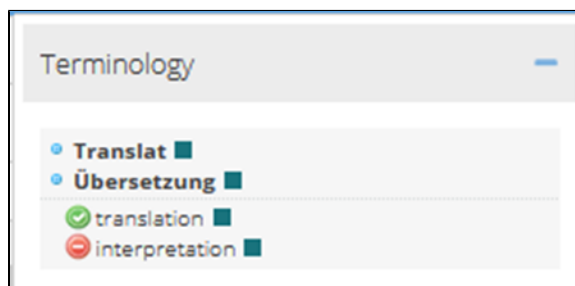 Terminology
Translat
Übersetzung
translation
interpretation